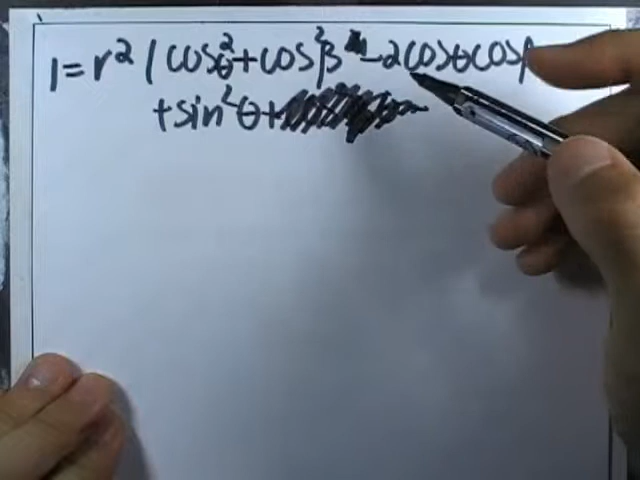 1 = r² ( cos²θ + cos²β - 2cosθcosβ
+ sin²θ +